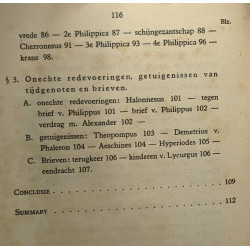 116
Blz.
vrede 86 — 2e Philippica 87 — schijngezantschap 88 —
Cherronesus 91 — 3e Philippica 93 — 4e Philippica 96 —
krans 98.
§ 3. Onechte redevoeringen, getuigenissen van
tijdgenoten en brieven.
A. onechte redevoeringen: Halonnesus 101 — tegen
brief v. Philippus 101 — brief v. Philippus 102 —
verdrag m. Alexander 102 —
B. getuigenissen: Theopompus 103 — Demetrius v.
Phaleron 104 — Aeschines 104 — Hyperiodes 105 —
C. Brieven: terugkeer 106 — kinderen v. Lycurgus 106 —
eendracht 107.
CONCLUSIE . . . . . . . . 109
SUMMARY . . . . . . . . 112